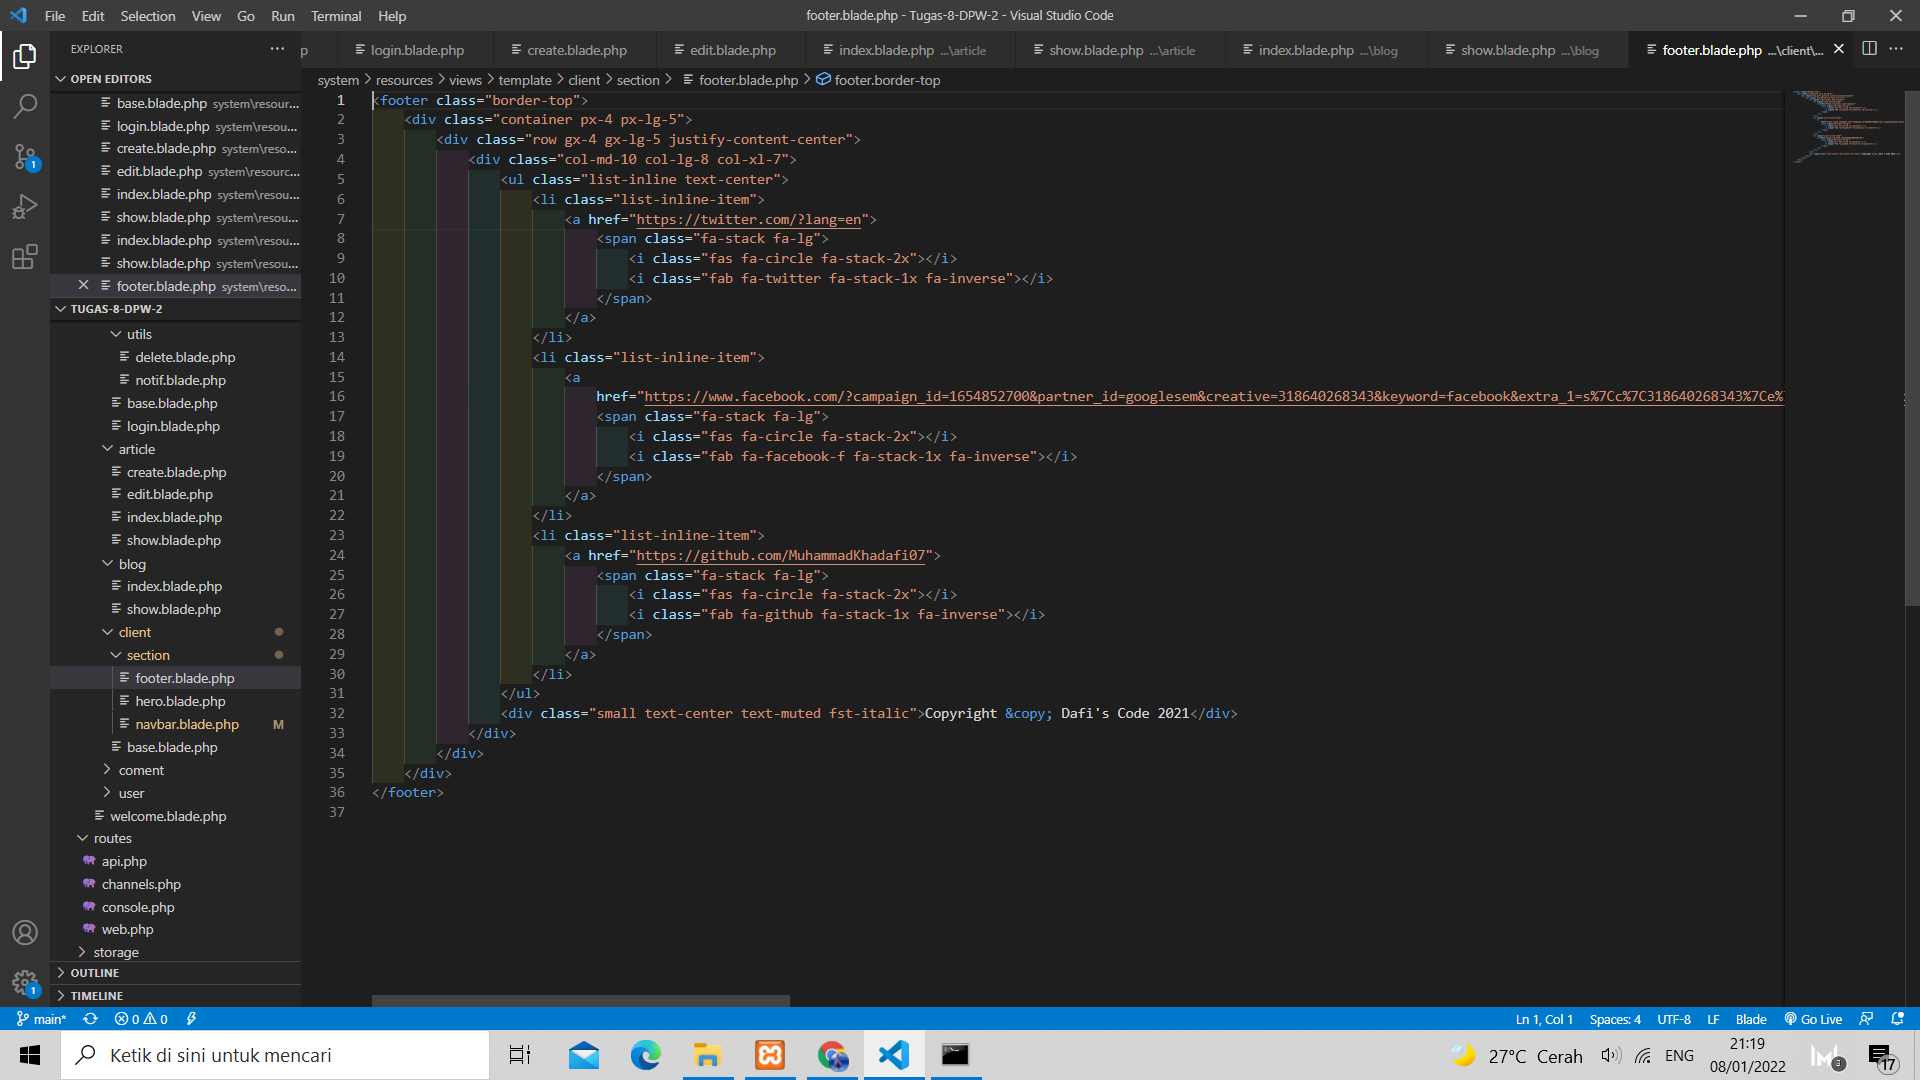 File Edit Selection View Go Run Terminal Help
footer.blade.php - Tugas-8-DPW-2 - Visual Studio Code
EXPLORER
OPEN EDITORS
base.blade.php system\resour...
login.blade.php system\resou...
create.blade.php system\resou...
edit.blade.php system\resourc...
index.blade.php system\resou...
show.blade.php system\resou...
index.blade.php system\resou...
show.blade.php system\resou...
footer.blade.php system\reso...
TUGAS-8-DPW-2
utils
delete.blade.php
notif.blade.php
base.blade.php
login.blade.php
article
create.blade.php
edit.blade.php
index.blade.php
show.blade.php
blog
index.blade.php
show.blade.php
client
section
footer.blade.php
hero.blade.php
navbar.blade.php M
base.blade.php
coment
user
welcome.blade.php
routes
api.php
channels.php
console.php
web.php
storage
OUTLINE
TIMELINE
p login.blade.php create.blade.php edit.blade.php index.blade.php ...\article show.blade.php ...\article index.blade.php ...\blog show.blade.php ...\blog footer.blade.php ...\client\...
system > resources > views > template > client > section > footer.blade.php > footer.border-top
1 <footer class="border-top">
2 <div class="container px-4 px-lg-5">
3 <div class="row gx-4 gx-lg-5 justify-content-center">
4 <div class="col-md-10 col-lg-8 col-xl-7">
5 <ul class="list-inline text-center">
6 <li class="list-inline-item">
7 <a href="https://twitter.com/?lang=en">
8 <span class="fa-stack fa-lg">
9 <i class="fas fa-circle fa-stack-2x"></i>
10 <i class="fab fa-twitter fa-stack-1x fa-inverse"></i>
11 </span>
12 </a>
13 </li>
14 <li class="list-inline-item">
15 <a
16 href="https://www.facebook.com/?campaign_id=1654852700&partner_id=googlesem&creative=318640268343&keyword=facebook&extra_1=s%7Cc%7C318640268343%7Ce%
17 <span class="fa-stack fa-lg">
18 <i class="fas fa-circle fa-stack-2x"></i>
19 <i class="fab fa-facebook-f fa-stack-1x fa-inverse"></i>
20 </span>
21 </a>
22 </li>
23 <li class="list-inline-item">
24 <a href="https://github.com/MuhammadKhadafi07">
25 <span class="fa-stack fa-lg">
26 <i class="fas fa-circle fa-stack-2x"></i>
27 <i class="fab fa-github fa-stack-1x fa-inverse"></i>
28 </span>
29 </a>
30 </li>
31 </ul>
32 <div class="small text-center text-muted fst-italic">Copyright &copy; Dafi's Code 2021</div>
33 </div>
34 </div>
35 </div>
36 </footer>
37
1
1
main* 0 0
Ln 1, Col 1 Spaces: 4 UTF-8 LF Blade Go Live
Ketik di sini untuk mencari
27°C Cerah ENG
21:19
08/01/2022
3
17